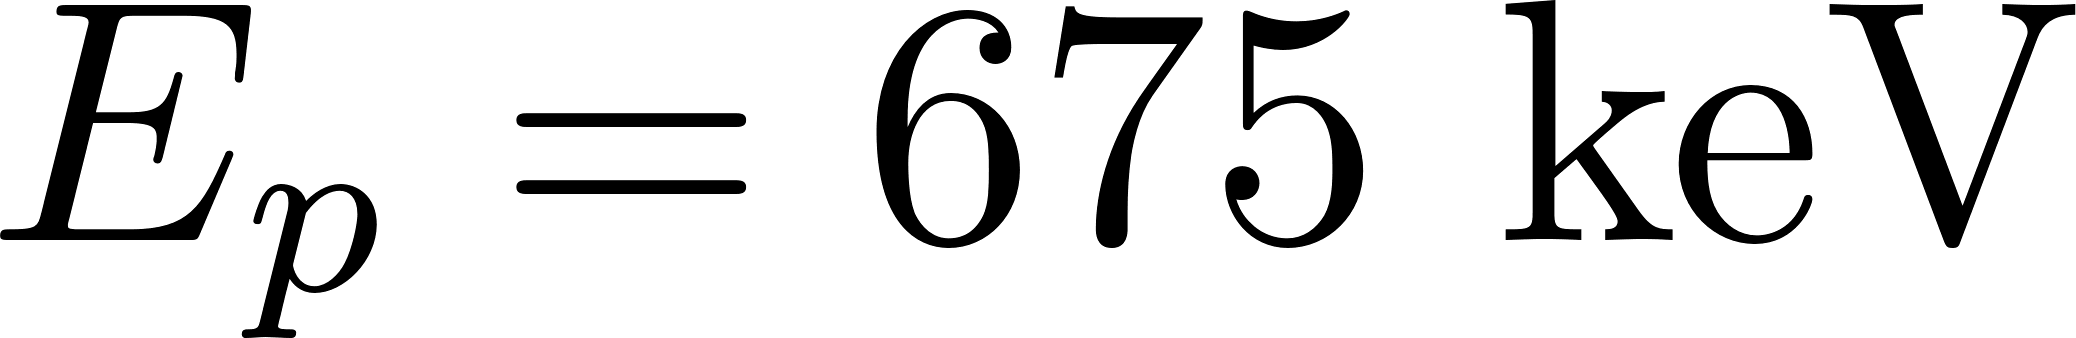 E_p = 675 keV